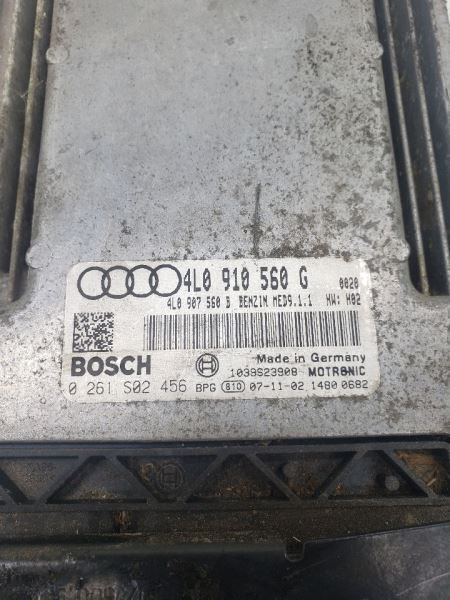 4L0 910 560 G 0020
4L0 907 560 B BENZIN MED9.1.1 HW: H02
BOSCH
Made in Germany
1039S23908 MOTRONIC
0 261 S02 456 BPG 810 07-11-02 1480 0682